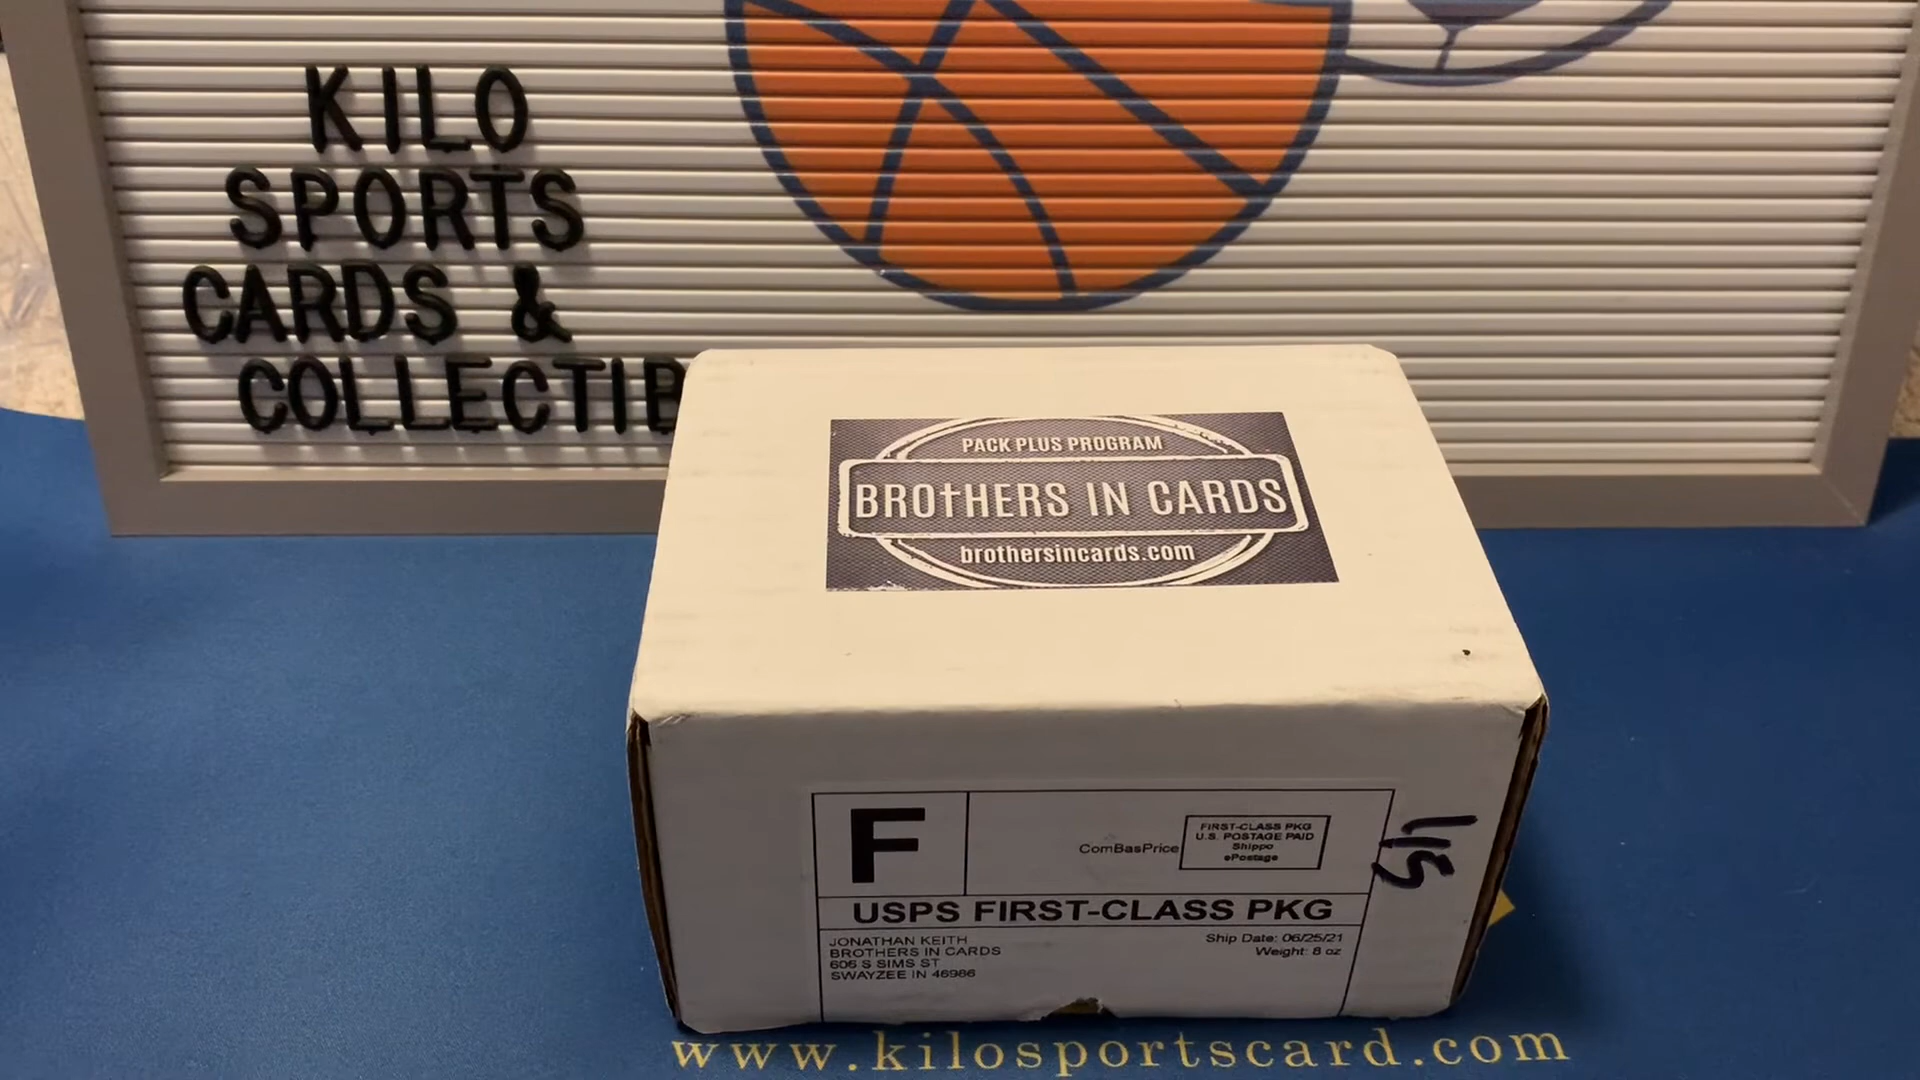 KILO
SPORTS
CARDS &
COLLECTIB
PACK PLUS PROGRAM
BROTHERS IN CARDS
brothersincards.com
F
ComBasPrice
FIRST-CLASS PKG
U.S. POSTAGE PAID
Shippo
ePostage
USPS FIRST-CLASS PKG
JONATHAN KEITH
BROTHERS IN CARDS
606 S SIMS ST
SWAYZEE IN 46986
Ship Date: 06/25/21
Weight: 8 oz
www.kilosportscard.com